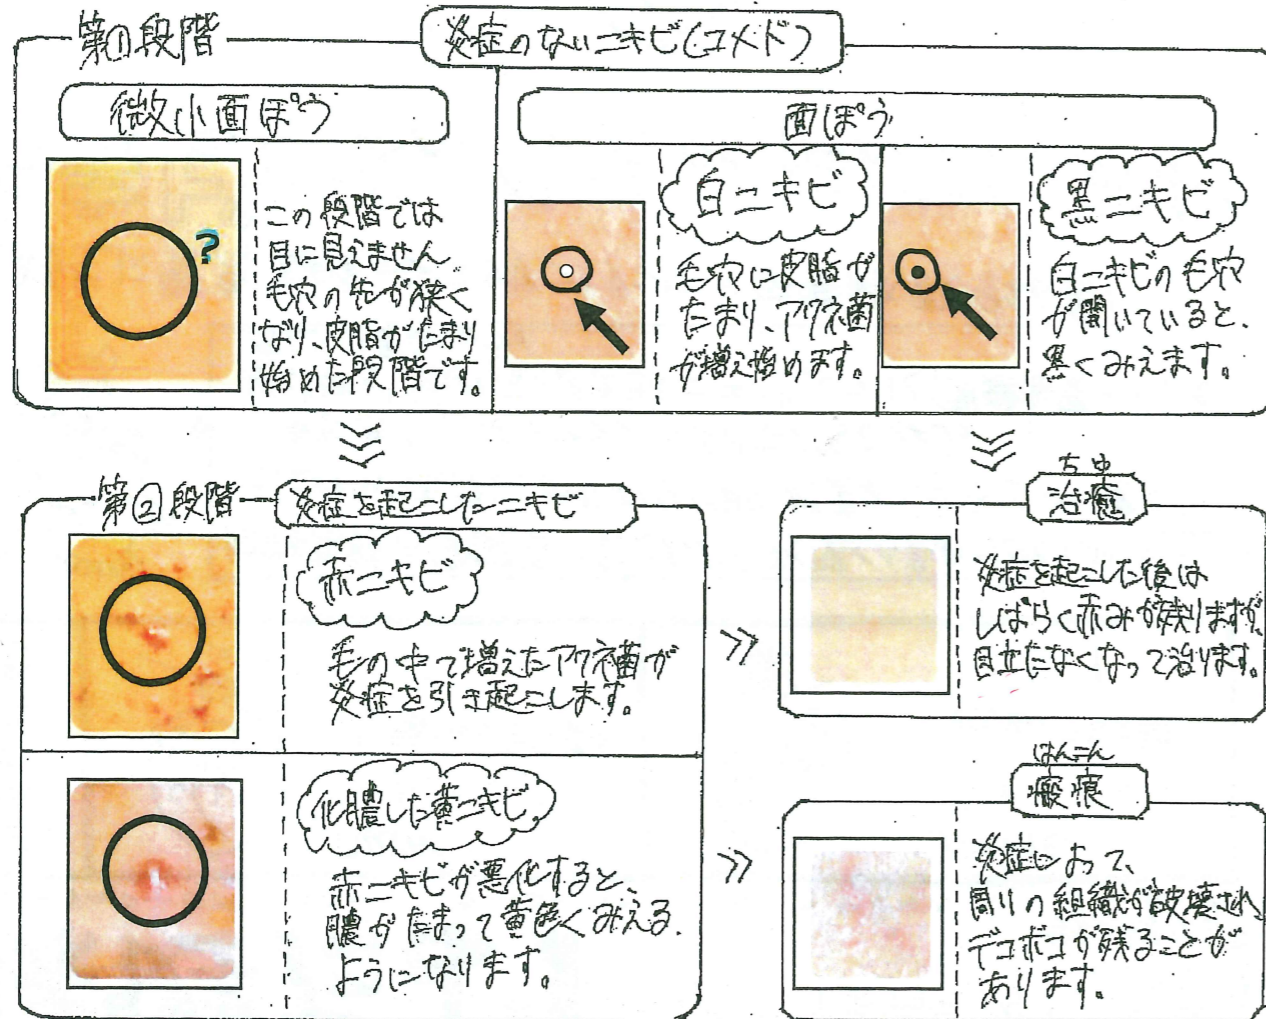 第①段階
炎症のないニキビ(コメド)
微小面ぽう
?
この段階では
目に見えません
毛穴の先が狭く
なり、皮脂がたまり
始めた段階です。
面ぽう
白ニキビ
毛穴に皮脂が
たまり、アクネ菌
が増え始めます。
黒ニキビ
白ニキビの毛穴
が開いていると、
黒くみえます。
第②段階
炎症を起こしたニキビ
赤ニキビ
毛の中で増えたアクネ菌が
炎症を引き起こします。
化膿した黄ニキビ
赤ニキビが悪化すると、
膿がたまって黄色くみえる
ようになります。
ちゆ
治癒
炎症を起こした後は
しばらく赤みが残りますが、
目立たなくなって治ります。
はんこん
瘢痕
炎症によって、
周りの組織が破壊され
デコボコが残ることが
あります。